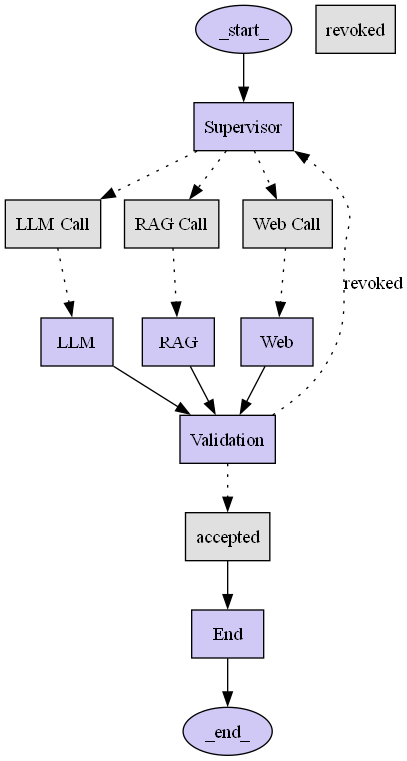 _start_
revoked
Supervisor
LLM Call
RAG Call
Web Call
revoked
LLM
RAG
Web
Validation
accepted
End
_end_